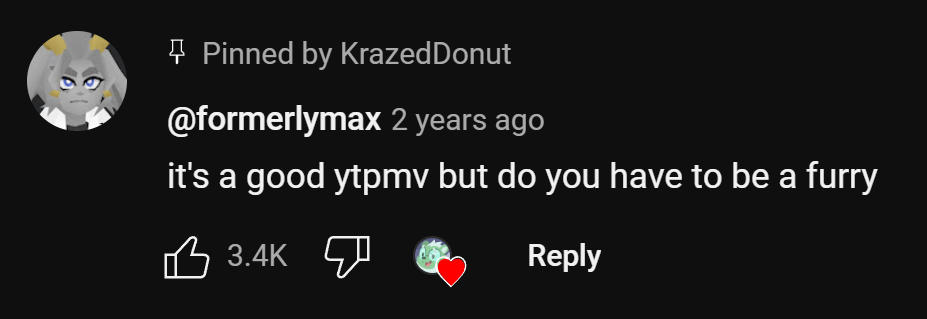 Pinned by KrazedDonut
@formerlymax 2 years ago
it's a good ytpmv but do you have to be a furry
3.4K Reply